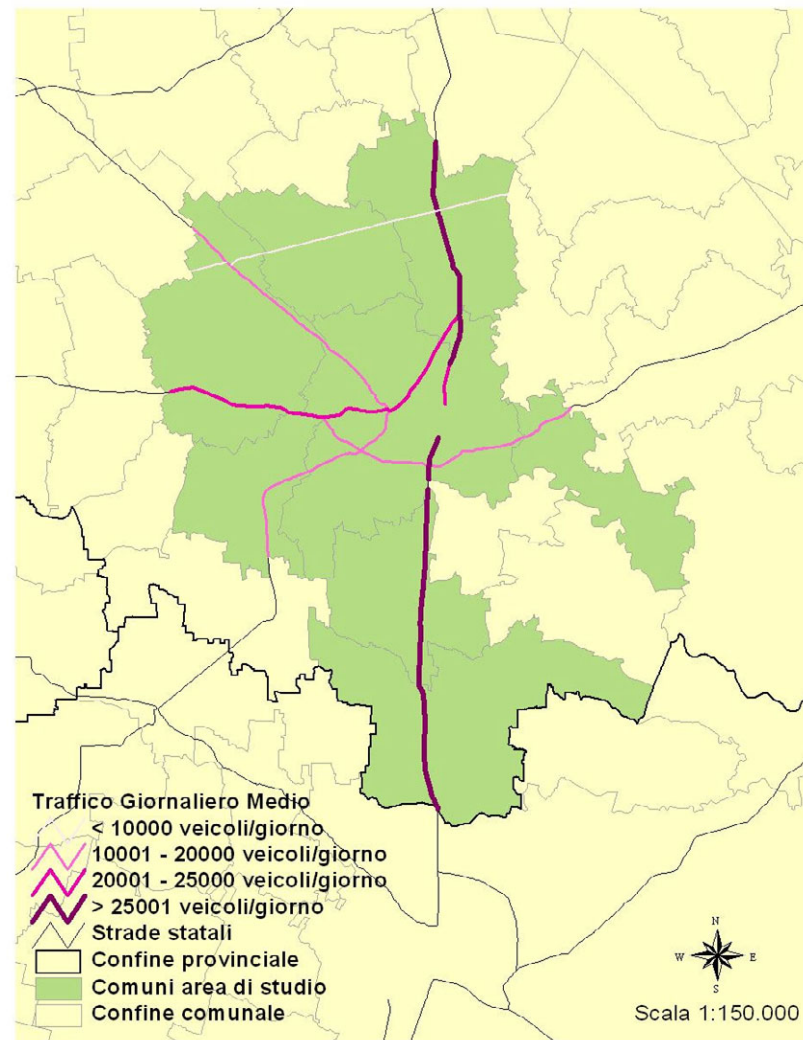 Traffico Giornaliero Medio
< 10000 veicoli/giorno
10001 - 20000 veicoli/giorno
20001 - 25000 veicoli/giorno
> 25001 veicoli/giorno
Strade statali
Confine provinciale
Comuni area di studio
Confine comunale
N
W E
S
Scala 1:150.000